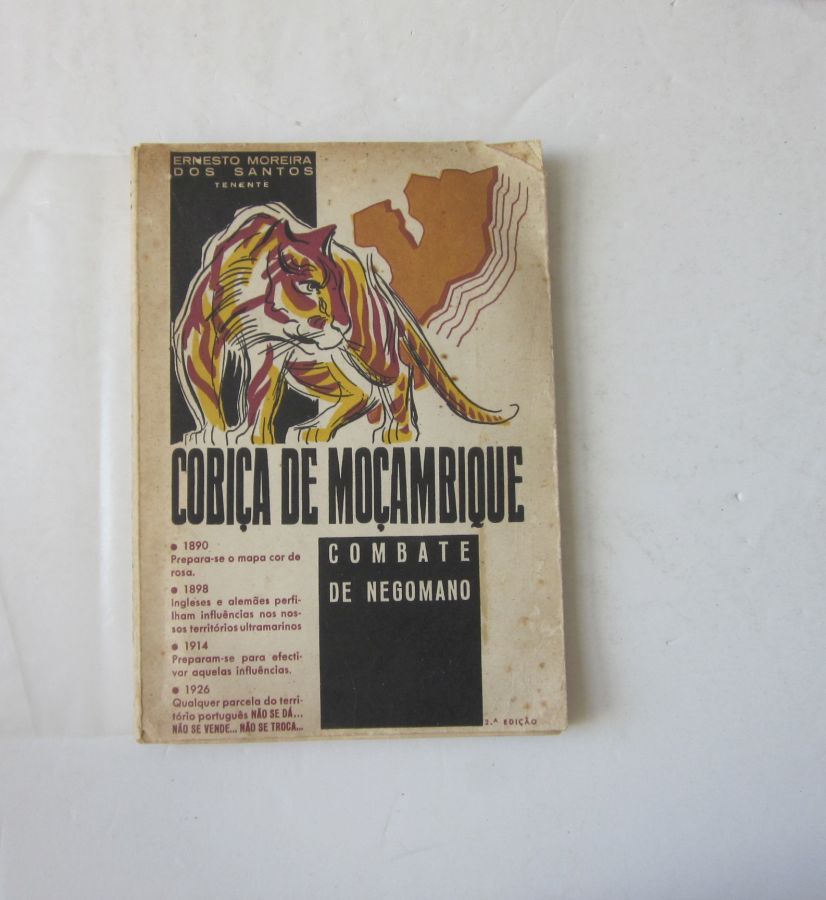 ERNESTO MOREIRA
DOS SANTOS
TENENTE
COBIÇA DE MOÇAMBIQUE
• 1890
Prepara-se o mapa cor de
rosa.
• 1898
Ingleses e alemães perfi-
lham influências nos nos-
sos territórios ultramarinos
• 1914
Preparam-se para efecti-
var aquelas influências.
• 1926
Qualquer parcela do terri-
tório português NÃO SE DÁ...
NÃO SE VENDE... NÃO SE TROCA...
COMBATE
DE NEGOMANO
2.ª EDIÇÃO